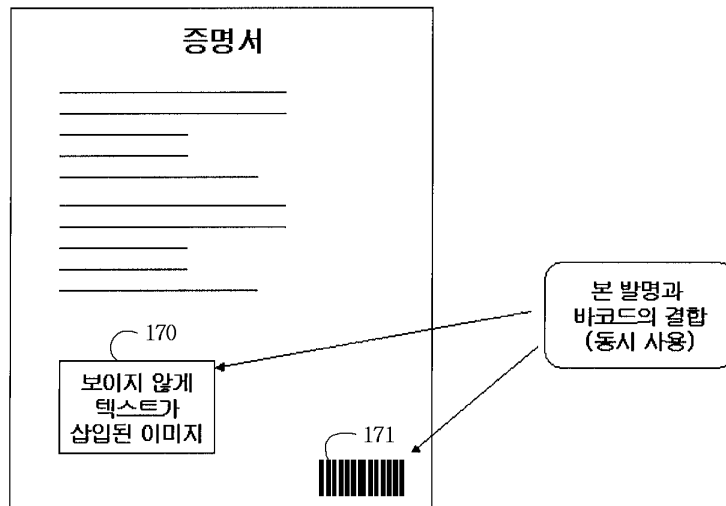 증명서
170
보이지 않게
텍스트가
삽입된 이미지
171
본 발명과
바코드의 결합
(동시 사용)